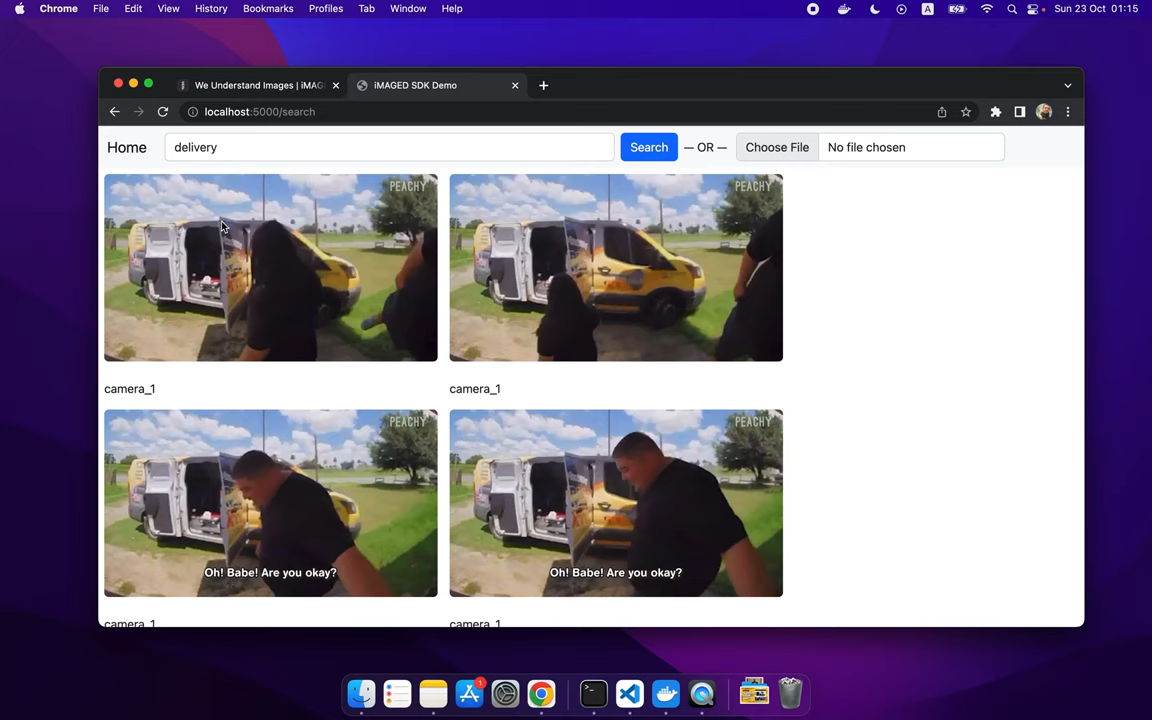 Chrome File Edit View History Bookmarks Profiles Tab Window Help A Sun 23 Oct 01:15
We Understand Images | iMAG
iMAGED SDK Demo
localhost:5000/search
Home delivery Search — OR — Choose File No file chosen
PEACHY PEACHY
camera_1 camera_1
PEACHY PEACHY
Oh! Babe! Are you okay? Oh! Babe! Are you okay?
camera_1 camera_1
1